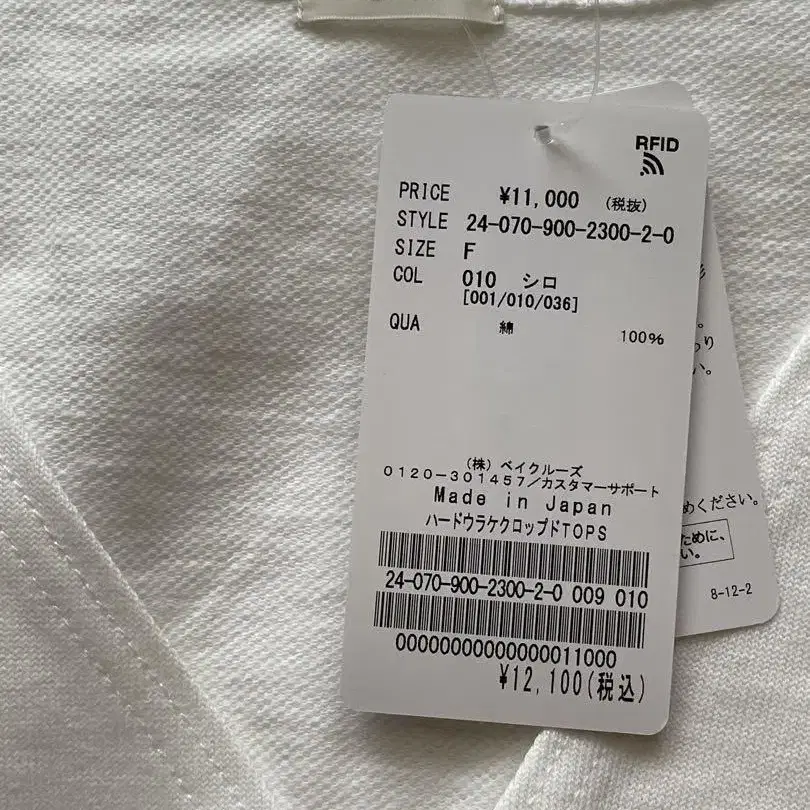 RFID
PRICE ¥11,000 (税抜)
STYLE 24-070-900-2300-2-0
SIZE F
COL 010 シロ
[001/010/036]
QUA 綿 100%
(株) ベイクルーズ
0120-301457/カスタマーサポート
Made in Japan
ハードウラケクロップドTOPS
24-070-900-2300-2-0 009 010
00000000000000011000
¥12,100(税込)
。
り
い。
めください。
ために、
い。
8-12-2